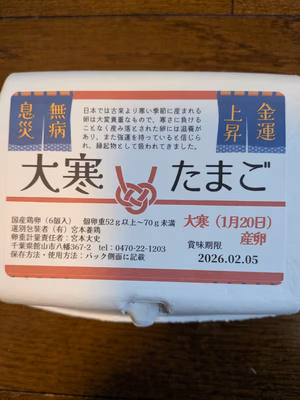 無病
息災
日本では古来より寒い季節に産まれる
卵は大変貴重なもので、寒さに負ける
ことなく産み落とされた卵には滋養が
あり、また強運を持っていると信じら
れ、縁起物として扱われてきました。
金運
上昇
大寒 たまご
国産鶏卵（6個入） 個卵重52g以上～70g未満
選別包装者（有）宮本養鶏
卵重計量責任者：宮本大史
千葉県館山市八幡367-2 tel：0470-22-1203
保存方法・使用方法：パック側面に記載
大寒（1月20日）
産卵
賞味期限
2026.02.05